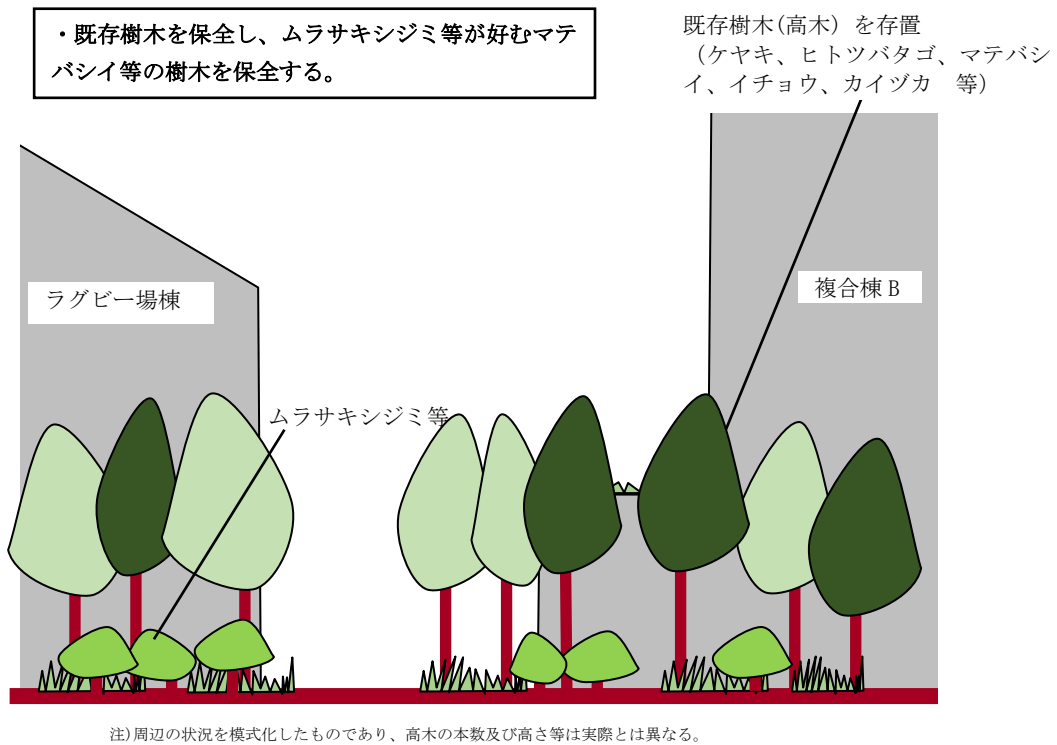 ・既存樹木を保全し、ムラサキシジミ等が好むマテ
バシイ等の樹木を保全する。
既存樹木(高木) を存置
（ケヤキ、ヒトツバタゴ、マテバシ
イ、イチョウ、カイヅカ　等）
ラグビー場棟
複合棟 B
ムラサキシジミ等
注)周辺の状況を模式化したものであり、高木の本数及び高さ等は実際とは異なる。